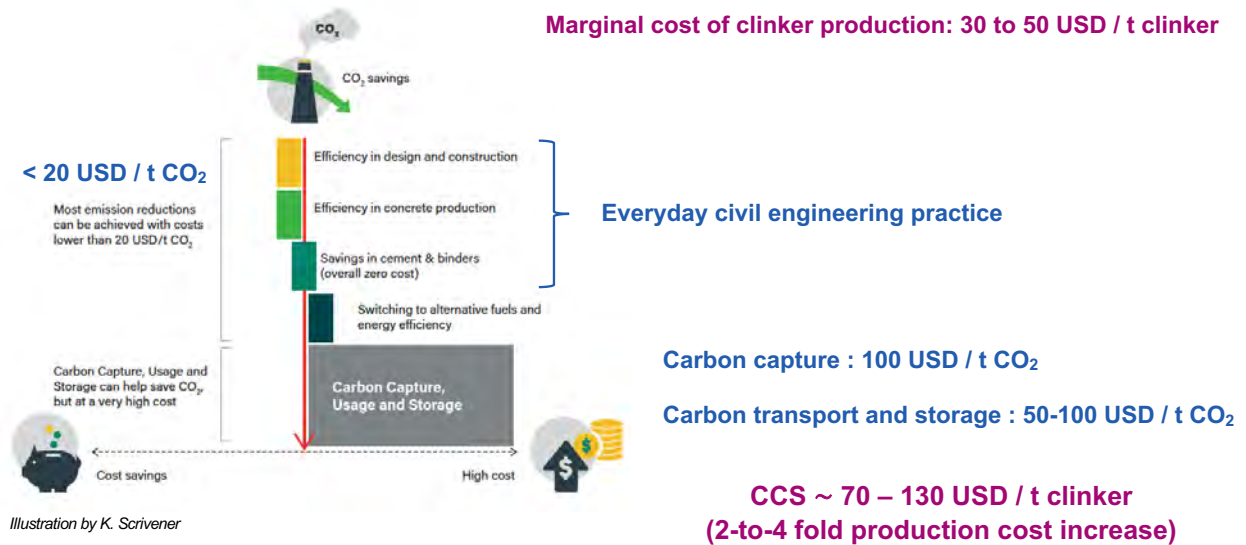 Marginal cost of clinker production: 30 to 50 USD / t clinker
CO₂
CO₂ savings
< 20 USD / t CO₂
Most emission reductions
can be achieved with costs
lower than 20 USD/t CO₂
Efficiency in design and construction
Efficiency in concrete production
Savings in cement & binders
(overall zero cost)
Everyday civil engineering practice
Switching to alternative fuels and
energy efficiency
Carbon Capture, Usage and
Storage can help save CO₂,
but at a very high cost
Carbon Capture,
Usage and Storage
Carbon capture : 100 USD / t CO₂
Carbon transport and storage : 50-100 USD / t CO₂
$
$
Cost savings
High cost
CCS ~ 70 – 130 USD / t clinker
(2-to-4 fold production cost increase)
Illustration by K. Scrivener